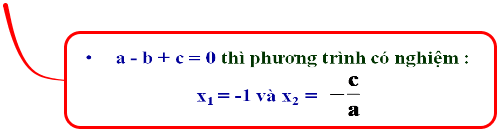 • a - b + c = 0 thì phương trình có nghiệm :
x₁ = -1 và x₂ = −c/a